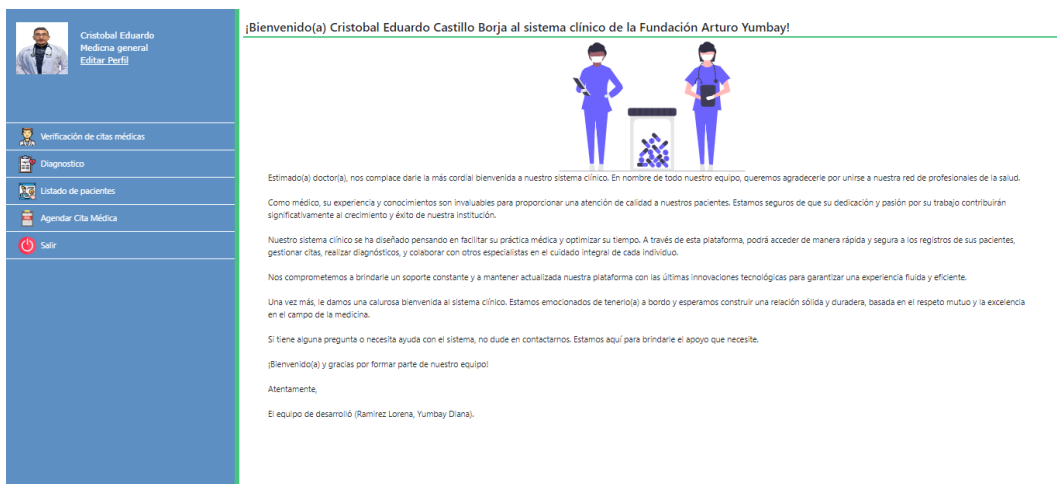 Cristobal Eduardo
Medicna general
Editar Perfil
Verificación de citas médicas
Diagnostico
Listado de pacientes
Agendar Cita Médica
Salir
¡Bienvenido(a) Cristobal Eduardo Castillo Borja al sistema clínico de la Fundación Arturo Yumbay!
Estimado(a) doctor(a), nos complace darle la más cordial bienvenida a nuestro sistema clínico. En nombre de todo nuestro equipo, queremos agradecerle por unirse a nuestra red de profesionales de la salud.
Como médico, su experiencia y conocimientos son invaluables para proporcionar una atención de calidad a nuestros pacientes. Estamos seguros de que su dedicación y pasión por su trabajo contribuirán
significativamente al crecimiento y éxito de nuestra institución.
Nuestro sistema clínico se ha diseñado pensando en facilitar su práctica médica y optimizar su tiempo. A través de esta plataforma, podrá acceder de manera rápida y segura a los registros de sus pacientes,
gestionar citas, realizar diagnósticos, y colaborar con otros especialistas en el cuidado integral de cada individuo.
Nos comprometemos a brindarle un soporte constante y a mantener actualizada nuestra plataforma con las últimas innovaciones tecnológicas para garantizar una experiencia fluida y eficiente.
Una vez más, le damos una calurosa bienvenida al sistema clínico. Estamos emocionados de tenerlo(a) a bordo y esperamos construir una relación sólida y duradera, basada en el respeto mutuo y la excelencia
en el campo de la medicina.
Si tiene alguna pregunta o necesita ayuda con el sistema, no dude en contactarnos. Estamos aquí para brindarle el apoyo que necesite.
¡Bienvenido(a) y gracias por formar parte de nuestro equipo!
Atentamente,
El equipo de desarrolló (Ramirez Lorena, Yumbay Diana).